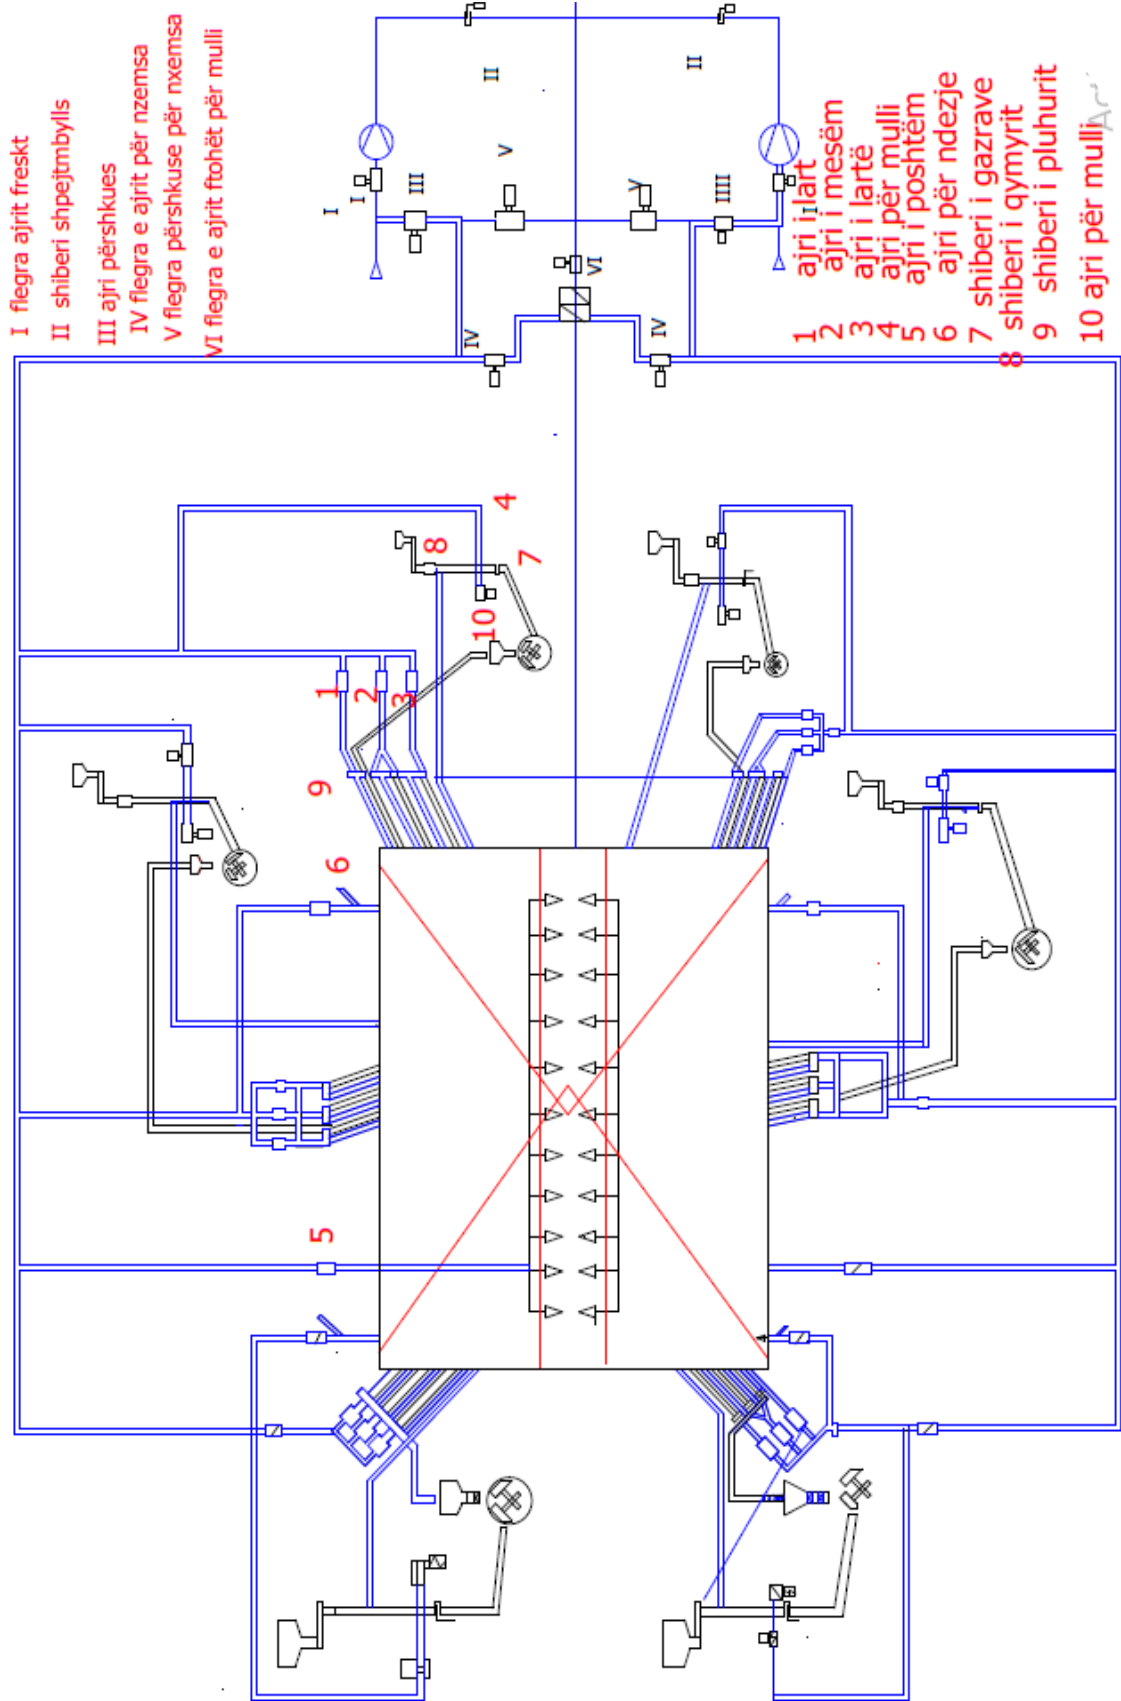 I flegra ajrit freskt
II shiberi shpejtmbylls
III ajri përshkues
IV flegra e ajrit për nzemsa
V flegra përshkuse për nxemsa
VI flegra e ajrit ftohët për mulli
II
II
I
I
III
V
V
IIII
I
VI
IV
IV
1 ajri i lart
2 ajri i mesëm
3 ajri i lartë
4 ajri për mulli
5 ajri i poshtëm
6 ajri për ndezje
7 shiberi i gazrave
8 shiberi i qymyrit
9 shiberi i pluhurit
10 ajri për mulli
4
8
7
10
1
2
3
9
6
5